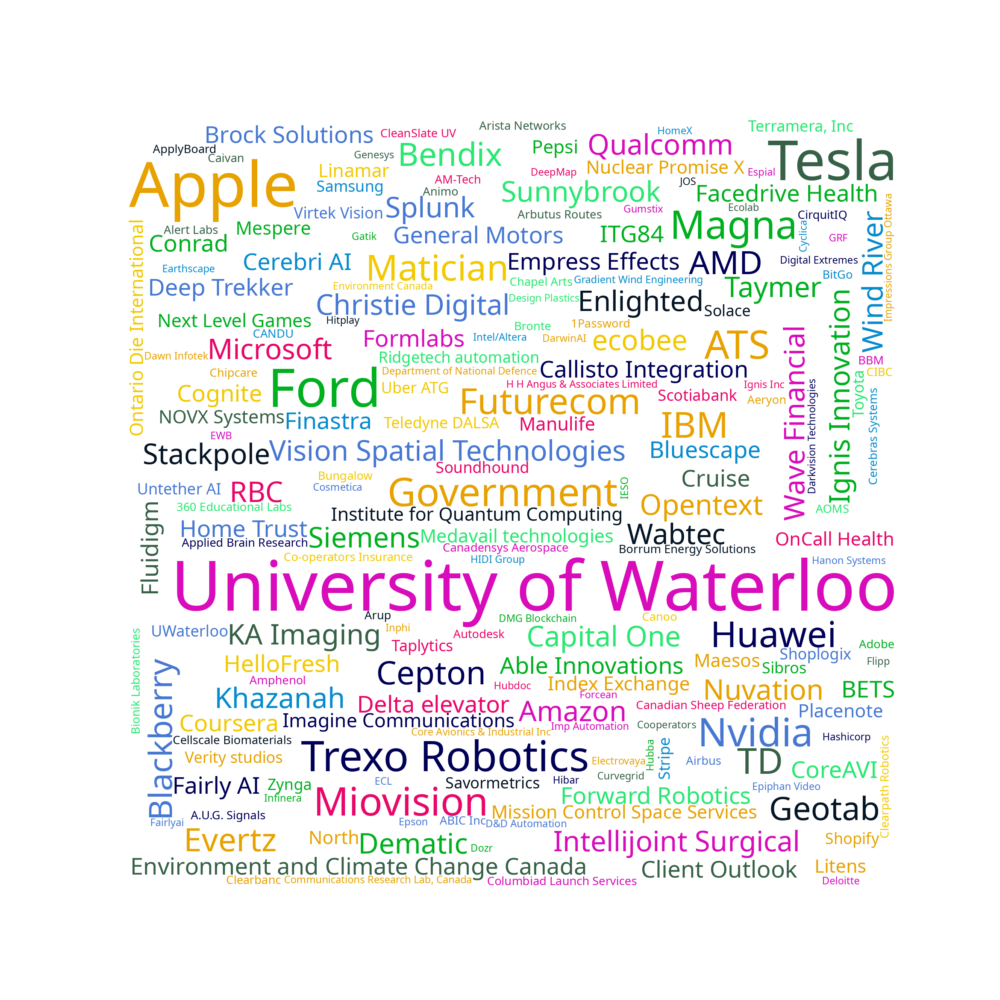 Arista Networks
HomeX
Terramera, Inc
Brock Solutions
CleanSlate UV
Pepsi
Qualcomm
Tesla
ApplyBoard
Caivan
Genesys
Bendix
Nuclear Promise X
Espial
Linamar
DeepMap
Apple
Samsung
AM-Tech
Animo
Sunnybrook
JOS
Facedrive Health
Virtek Vision
Splunk
Arbutus Routes
Gumstix
Ecolab
CirquitIQ
Impressions Group Ottawa
Alert Labs
Mespere
Gatik
General Motors
ITG84
Magna
Cyclica
GRF
Wind River
Conrad
Ontario Die International
Earthscape
Cerebri AI
Matician
Empress Effects
AMD
Digital Extremes
BitGo
Deep Trekker
Environment Canada
Chapel Arts
Gradient Wind Engineering
Taymer
Christie Digital
Design Plastics
Enlighted
Solace
Next Level Games
Hitplay
CANDU
Formlabs
Intel/Altera
Bronte
1Password
DarwinAI
ecobee
ATS
Wave Financial
Ignis Innovation
BBM
Dawn Infotek
Microsoft
Ridgetech automation
Callisto Integration
Chipcare
Department of National Defence
CIBC
Toyota
Cognite
Ford
Uber ATG
H H Angus & Associates Limited
Scotiabank
Ignis Inc
Aeryon
Darkvision Technologies
Cerebras Systems
NOVX Systems
Finastra
Teledyne DALSA
Futurecom
Manulife
IBM
EWB
Stackpole
Vision Spatial Technologies
Bluescape
Soundhound
Untether AI
RBC
Bungalow
Cosmetica
Government
IESO
Cruise
Opentext
360 Educational Labs
Institute for Quantum Computing
AOMS
Fluidigm
Home Trust
Siemens
Medavail technologies
Wabtec
OnCall Health
Applied Brain Research
Canadensys Aerospace
Borrum Energy Solutions
Co-operators Insurance
HIDI Group
Hanon Systems
University of Waterloo
Arup
DMG Blockchain
Canoo
UWaterloo
KA Imaging
Inphi
Taplytics
Autodesk
Capital One
Huawei
Adobe
Bionik Laboratories
HelloFresh
Able Innovations
Maesos
Shoplogix
Sibros
Flipp
Amphenol
Cepton
Hubdoc
Index Exchange
Nuvation
BETS
Blackberry
Khazanah
Delta elevator
Forcean
Canadian Sheep Federation
Placenote
Coursera
Imagine Communications
Amazon
Imp Automation
Cooperators
Nvidia
Hashicorp
Cellscale Biomaterials
Core Avionics & Industrial Inc
Verity studios
Trexo Robotics
Electrovaya
Hubba
Stripe
Airbus
TD
CoreAVI
Clearpath Robotics
Fairly AI
Zynga
Infinera
ECL
Savormetrics
Hibar
Curvegrid
Epiphan Video
Forward Robotics
Miovision
Mission Control Space Services
Geotab
Fairlyai
A.U.G. Signals
Epson
ABIC Inc
D&D Automation
Evertz
North
Dematic
Dozr
Intellijoint Surgical
Shopify
Environment and Climate Change Canada
Client Outlook
Litens
Clearbanc
Communications Research Lab, Canada
Columbiad Launch Services
Deloitte